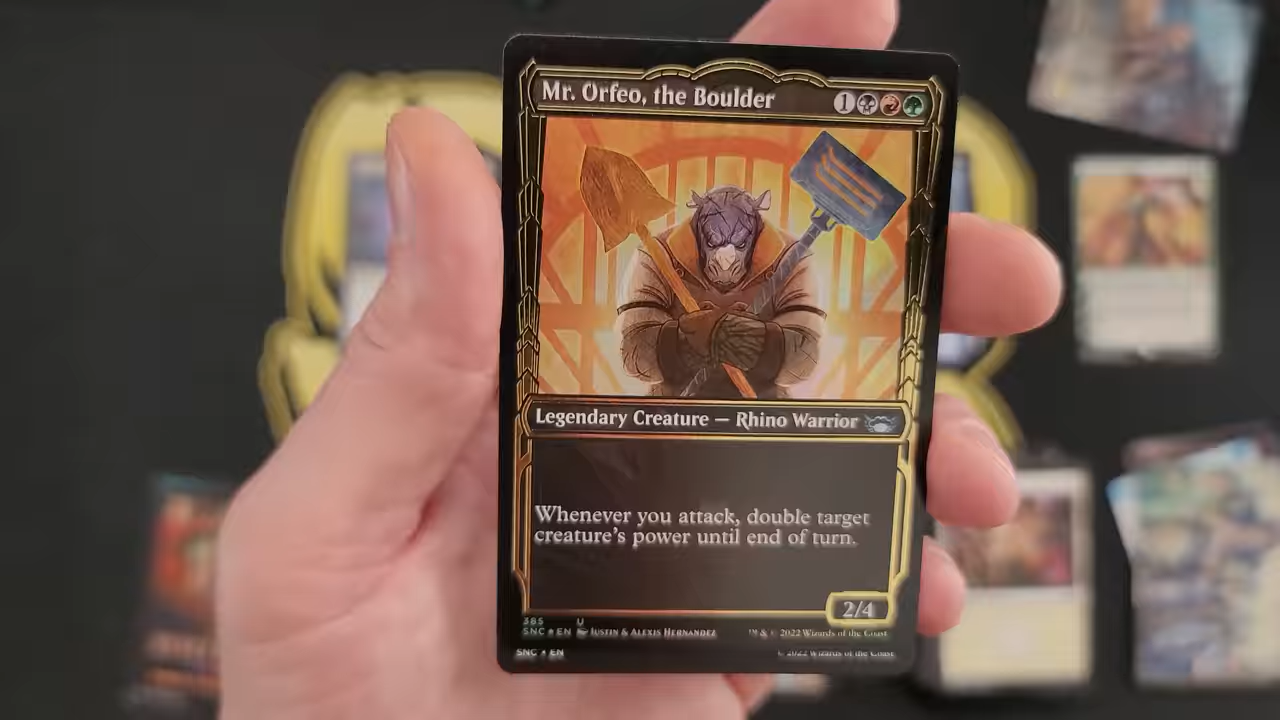 Mr. Orfeo, the Boulder 1
Legendary Creature — Rhino Warrior
Whenever you attack, double target
creature's power until end of turn.
2/4
385 U
SNC ★ EN Justin & Alexis Hernandez ™ & © 2022 Wizards of the Coast
SNC • EN © 2022 Wizards of the Coast